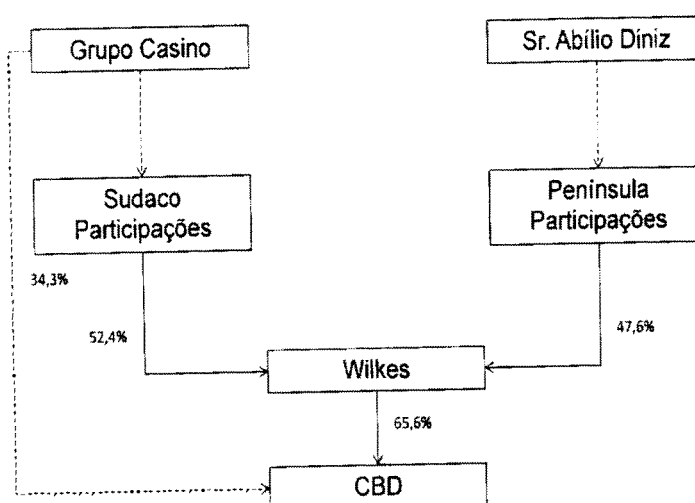 Grupo Casino
Sr. Abílio Diniz
Sudaco
Participações
Península
Participações
34,3%
52,4%
47,6%
Wilkes
65,6%
CBD